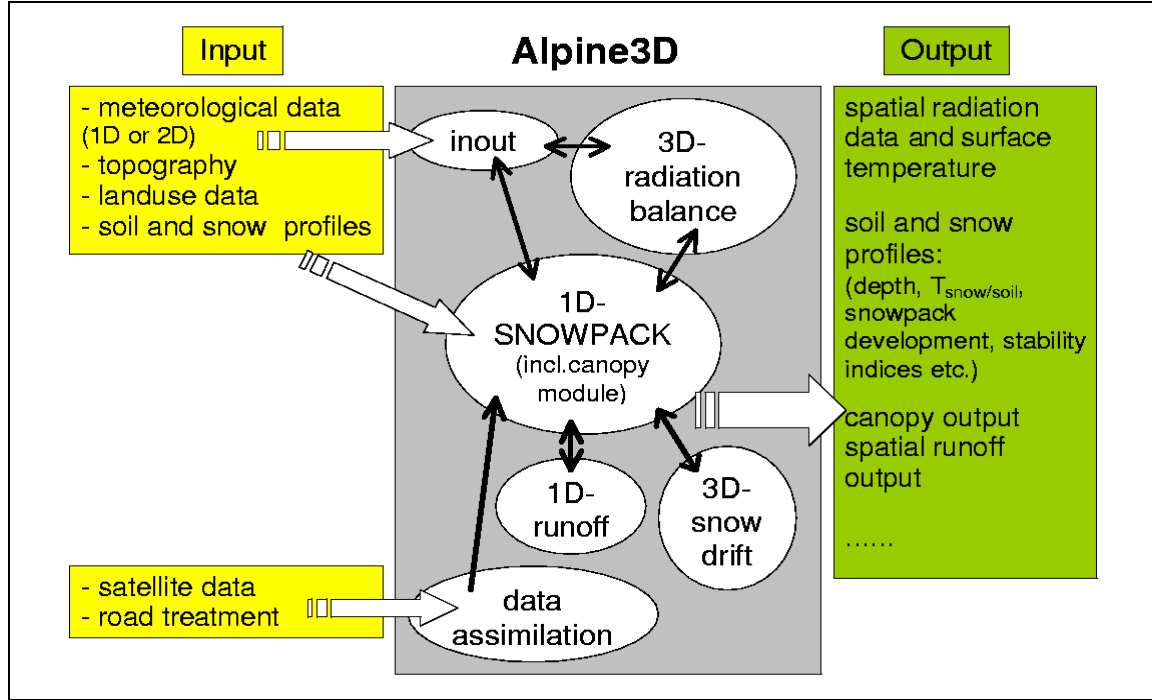 Input
Alpine3D
Output
- meteorological data
(1D or 2D)
- topography
- landuse data
- soil and snow profiles
inout
3D-
radiation
balance
1D-
SNOWPACK
(incl.canopy
module)
1D-
runoff
3D-
snow
drift
- satellite data
- road treatment
data
assimilation
spatial radiation
data and surface
temperature
soil and snow
profiles:
(depth, Tsnow/soil,
snowpack
development, stability
indices etc.)
canopy output
spatial runoff
output
……